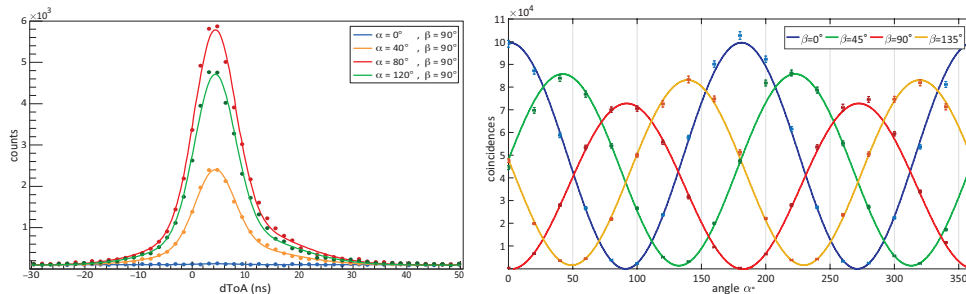 ×10³
6
5
4
3
2
1
counts
−30 −20 −10 0 10 20 30 40 50
dToA (ns)
α = 0° , β = 90°
α = 40° , β = 90°
α = 80° , β = 90°
α = 120° , β = 90°
×10⁴
11
10
9
8
7
6
5
4
3
2
1
0
coincidences
0 50 100 150 200 250 300 350
angle α°
β=0° β=45° β=90° β=135°